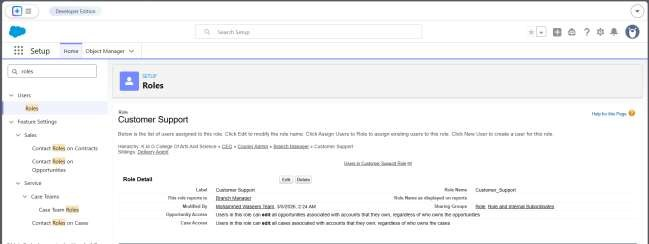 Developer Edition
Search Setup
Setup
Home
Object Manager
roles
Users
Roles
Feature Settings
Sales
Contact Roles on Contracts
Contact Roles on
Opportunities
Service
Case Teams
Case Team Roles
Contact Roles on Cases
SETUP
Roles
Role
Customer Support
Help for this Page
Below is the list of users assigned to this role. Click Edit to modify the role name. Click Assign Users to Role to assign existing users to this role. Click New User to create a user for this role.
Hierarchy: College Of Arts And Science » CEO » Admin » Branch Manager » Customer Support
Siblings: Delivery Agent
Users in Customer Support Role
Role Detail
Edit Delete
Label Customer Support Role Name Customer_Support
This role reports to Branch Manager Role Name as displayed on reports
Modified By Mohammed Team, 2:24 AM Sharing Groups Role, Role and Internal Subordinates
Opportunity Access Users in this role can edit all opportunities associated with accounts that they own, regardless of who owns the opportunities
Case Access Users in this role can edit all cases associated with accounts that they own, regardless of who owns the cases